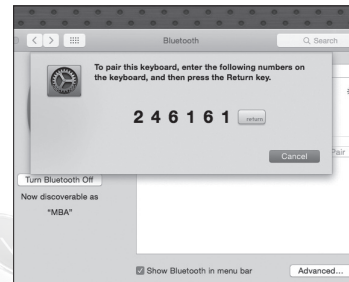 Bluetooth
Search
To pair this keyboard, enter the following numbers on
the keyboard, and then press the Return key.
2 4 6 1 6 1 return
Cancel
Pair
Turn Bluetooth Off
Now discoverable as
“MBA”
Show Bluetooth in menu bar
Advanced...